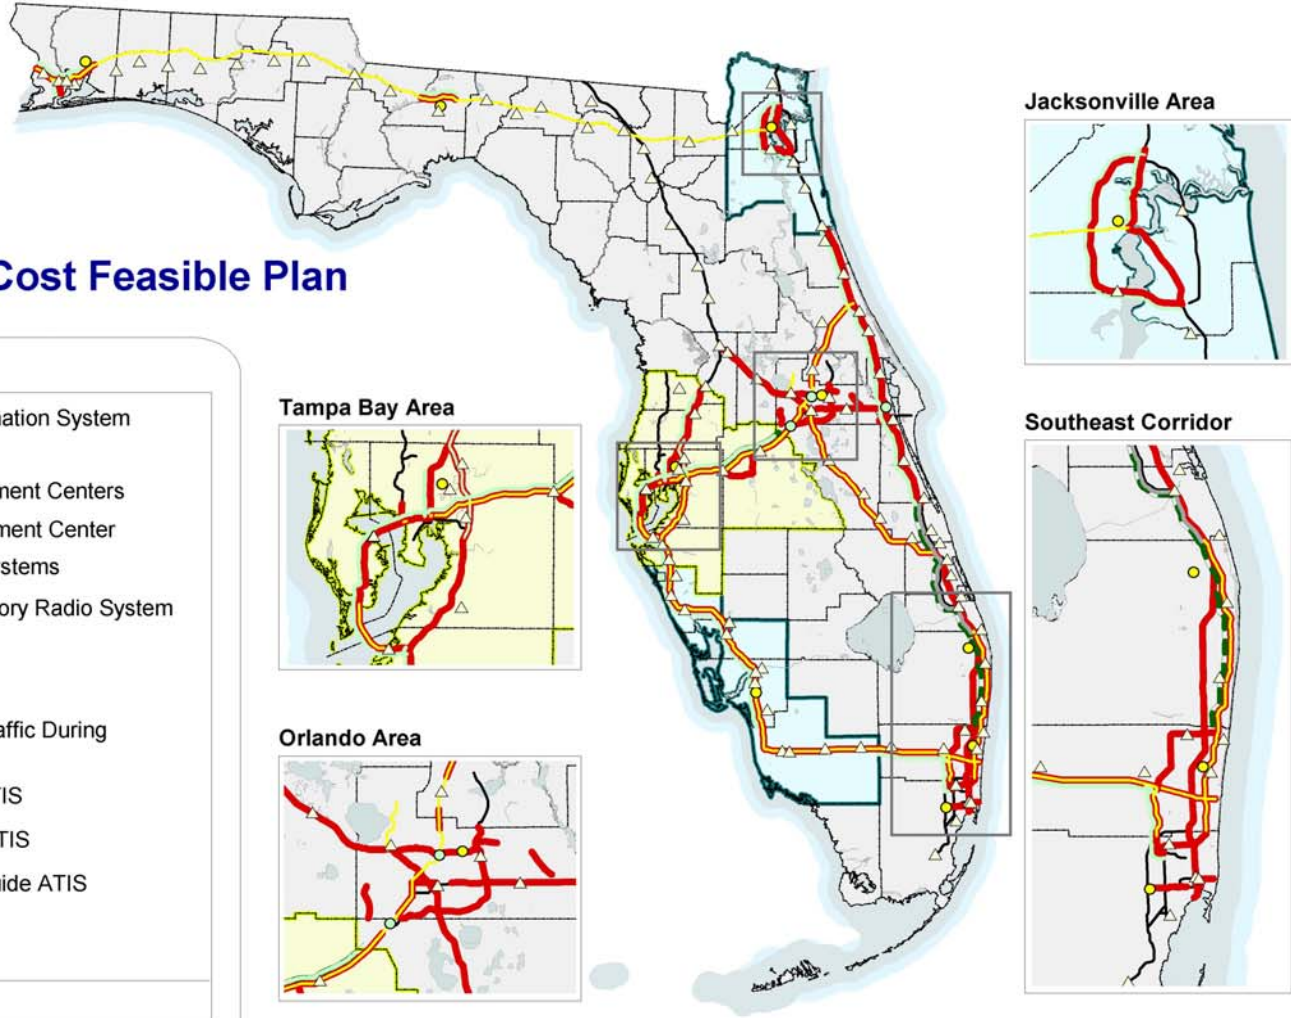 Cost Feasible Plan
ation System
ment Centers
ment Center
stems
ory Radio System
affic During
TIS
TIS
uide ATIS
Tampa Bay Area
Orlando Area
Jacksonville Area
Southeast Corridor